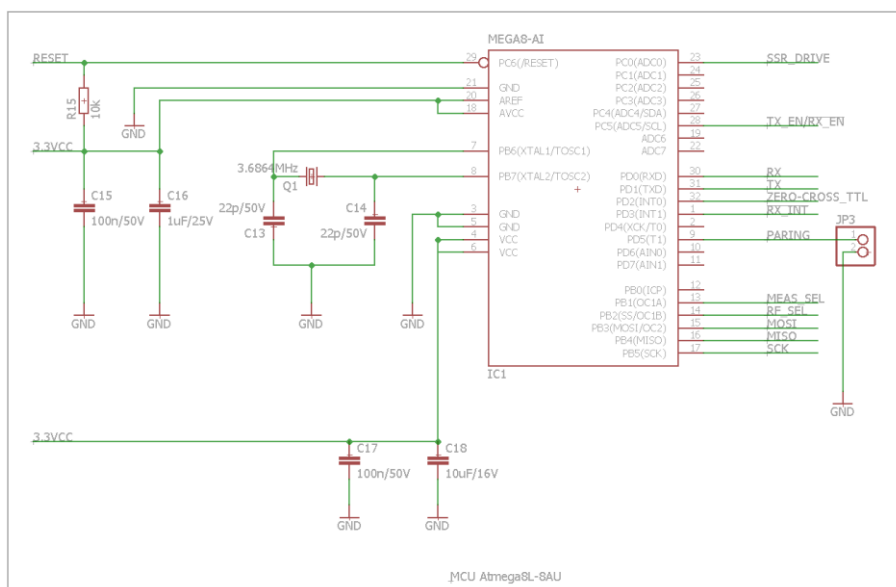 MEGA8-AI
RESET
29
PC6(/RESET)
PC0(ADC0)
23
SSR_DRIVE
PC1(ADC1)
24
21
GND
PC2(ADC2)
25
20
AREF
PC3(ADC3)
26
18
AVCC
PC4(ADC4/SDA)
27
PC5(ADC5/SCL)
28
TX_EN/RX_EN
ADC6
19
ADC7
22
R15
10k
GND
3.3VCC
7
PB6(XTAL1/TOSC1)
3.6864MHz
Q1
8
PB7(XTAL2/TOSC2)
PD0(RXD)
30
RX
PD1(TXD)
31
TX
PD2(INT0)
32
ZERO-CROSS_TTL
PD3(INT1)
1
RX_INT
PD4(XCK/T0)
2
PD5(T1)
9
PARING
JP3
1
2
PD6(AIN0)
10
PD7(AIN1)
11
C15
100n/50V
C16
1uF/25V
22p/50V
C13
C14
22p/50V
3
GND
5
GND
4
VCC
6
VCC
PB0(ICP)
12
PB1(OC1A)
13
MEAS_SEL
PB2(SS/OC1B)
14
RF_SEL
PB3(MOSI/OC2)
15
MOSI
PB4(MISO)
16
MISO
PB5(SCK)
17
SCK
GND
GND
GND
GND
IC1
GND
3.3VCC
C17
100n/50V
C18
10uF/16V
GND
GND
MCU Atmega8L-8AU